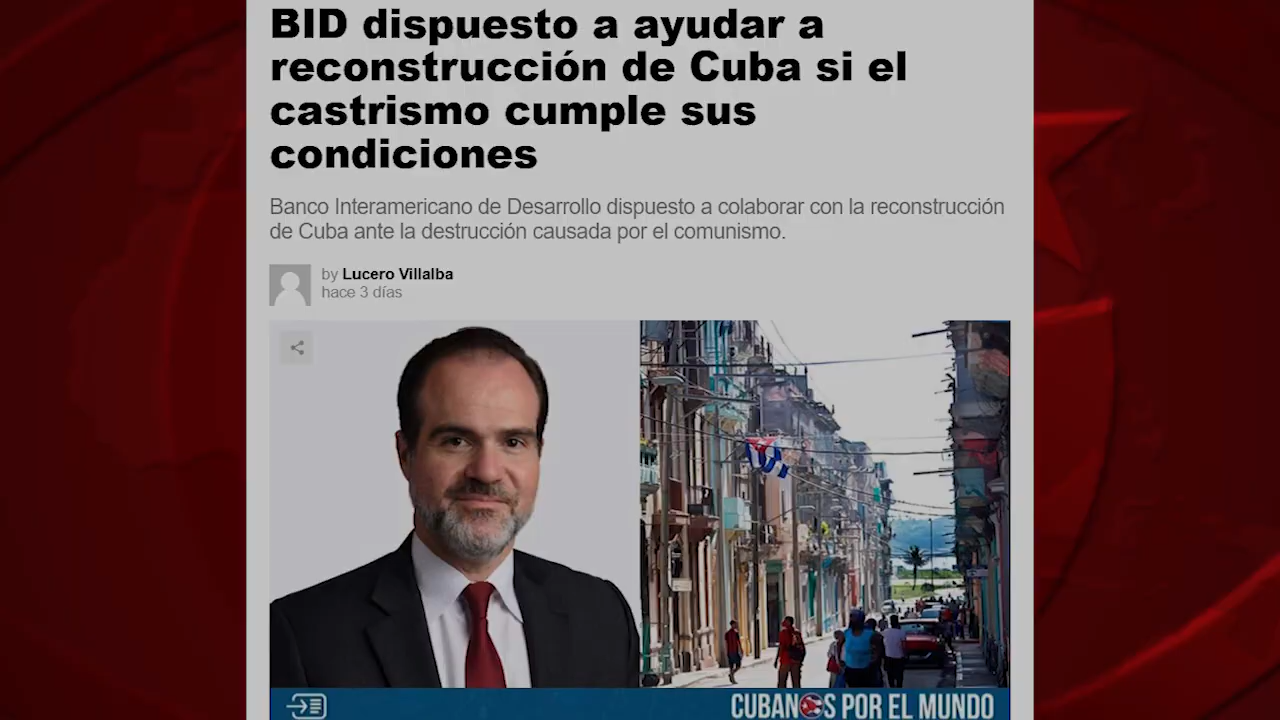 BID dispuesto a ayudar a
reconstrucción de Cuba si el
castrismo cumple sus
condiciones
Banco Interamericano de Desarrollo dispuesto a colaborar con la reconstrucción
de Cuba ante la destrucción causada por el comunismo.
by Lucero Villalba
hace 3 días
CUBANOS POR EL MUNDO